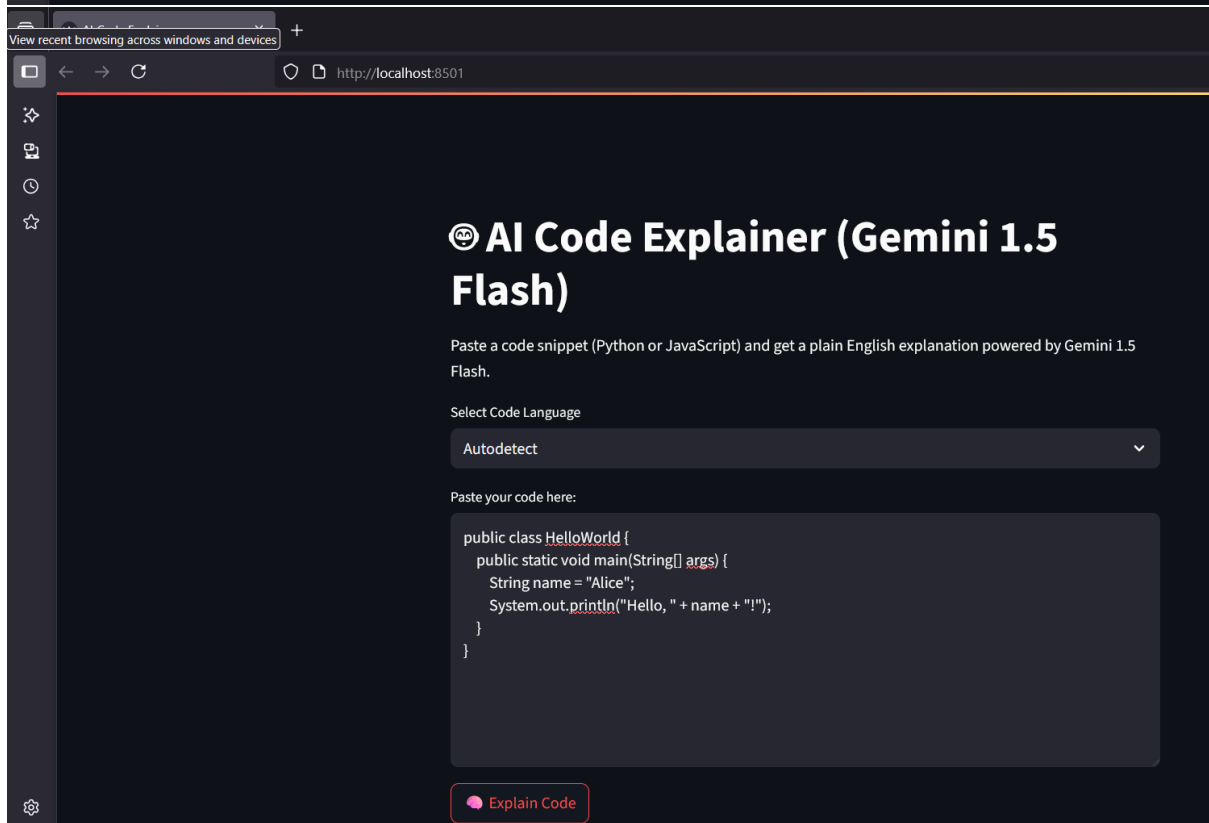 View recent browsing across windows and devices
http://localhost:8501
AI Code Explainer (Gemini 1.5
Flash)
Paste a code snippet (Python or JavaScript) and get a plain English explanation powered by Gemini 1.5
Flash.
Select Code Language
Autodetect
Paste your code here:
public class HelloWorld {
public static void main(String[] args) {
String name = "Alice";
System.out.println("Hello, " + name + "!");
}
}
Explain Code